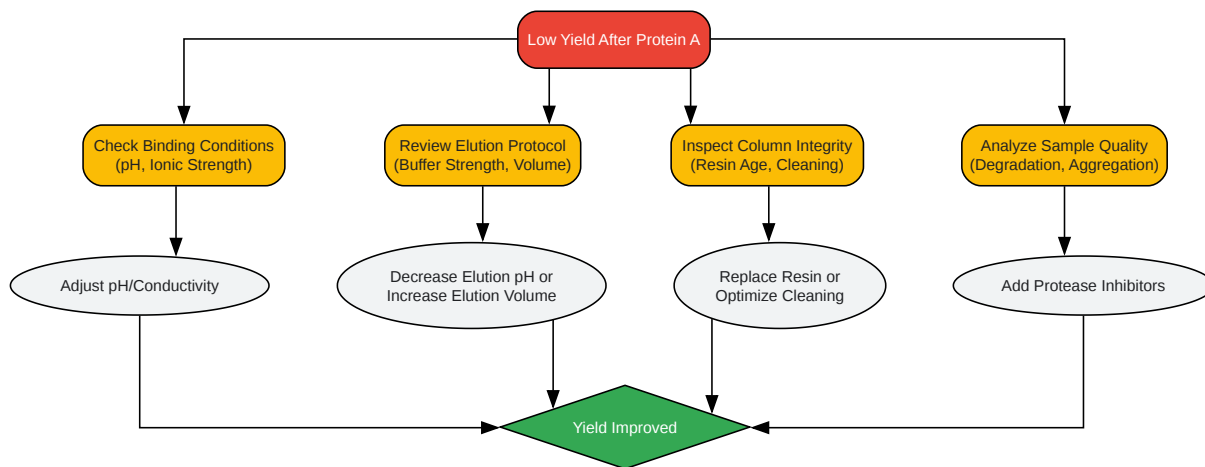 Low Yield After Protein A
Check Binding Conditions
(pH, Ionic Strength)
Review Elution Protocol
(Buffer Strength, Volume)
Inspect Column Integrity
(Resin Age, Cleaning)
Analyze Sample Quality
(Degradation, Aggregation)
Adjust pH/Conductivity
Decrease Elution pH or
Increase Elution Volume
Replace Resin or
Optimize Cleaning
Add Protease Inhibitors
Yield Improved